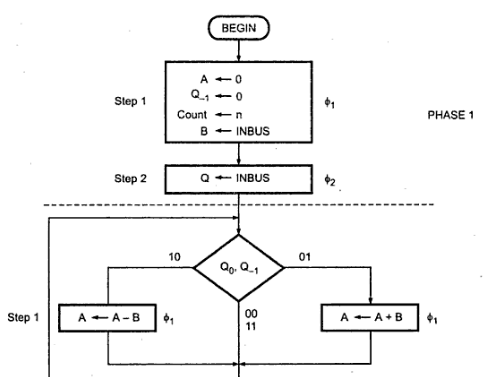 BEGIN
A ← 0
Q₋₁ ← 0
Count ← n
B ← INBUS
Step 1
ϕ₁
PHASE 1
Step 2
Q ← INBUS
ϕ₂
10
Q₀, Q₋₁
01
Step 1
A ← A – B
ϕ₁
00
11
A ← A + B
ϕ₁